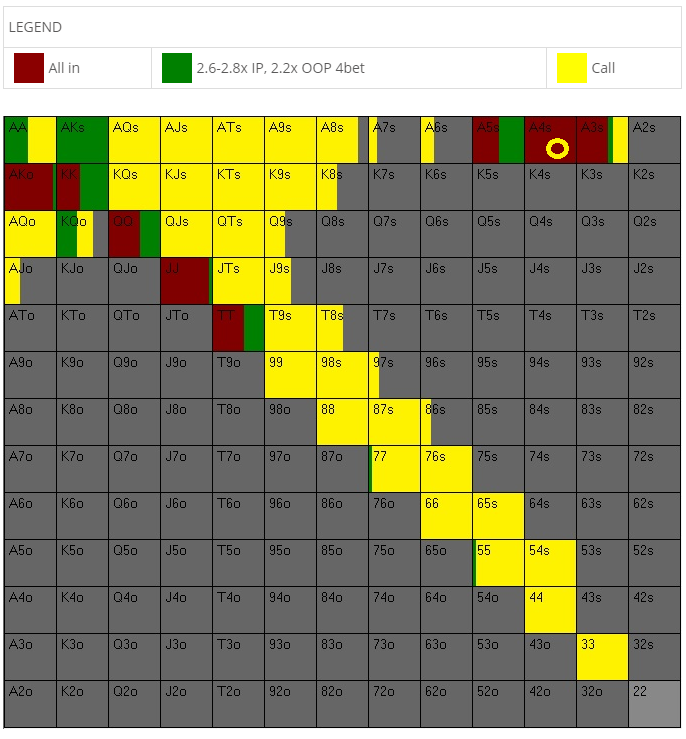 LEGEND
All in 2.6-2.8x IP, 2.2x OOP 4bet Call
AA AKs AQs AJs ATs A9s A8s A7s A6s A5s A4s A3s A2s
AKo KK KQs KJs KTs K9s K8s K7s K6s K5s K4s K3s K2s
AQo KQo QQ QJs QTs Q9s Q8s Q7s Q6s Q5s Q4s Q3s Q2s
AJo KJo QJo JJ JTs J9s J8s J7s J6s J5s J4s J3s J2s
ATo KTo QTo JTo TT T9s T8s T7s T6s T5s T4s T3s T2s
A9o K9o Q9o J9o T9o 99 98s 97s 96s 95s 94s 93s 92s
A8o K8o Q8o J8o T8o 98o 88 87s 86s 85s 84s 83s 82s
A7o K7o Q7o J7o T7o 97o 87o 77 76s 75s 74s 73s 72s
A6o K6o Q6o J6o T6o 96o 86o 76o 66 65s 64s 63s 62s
A5o K5o Q5o J5o T5o 95o 85o 75o 65o 55 54s 53s 52s
A4o K4o Q4o J4o T4o 94o 84o 74o 64o 54o 44 43s 42s
A3o K3o Q3o J3o T3o 93o 83o 73o 63o 53o 43o 33 32s
A2o K2o Q2o J2o T2o 92o 82o 72o 62o 52o 42o 32o 22